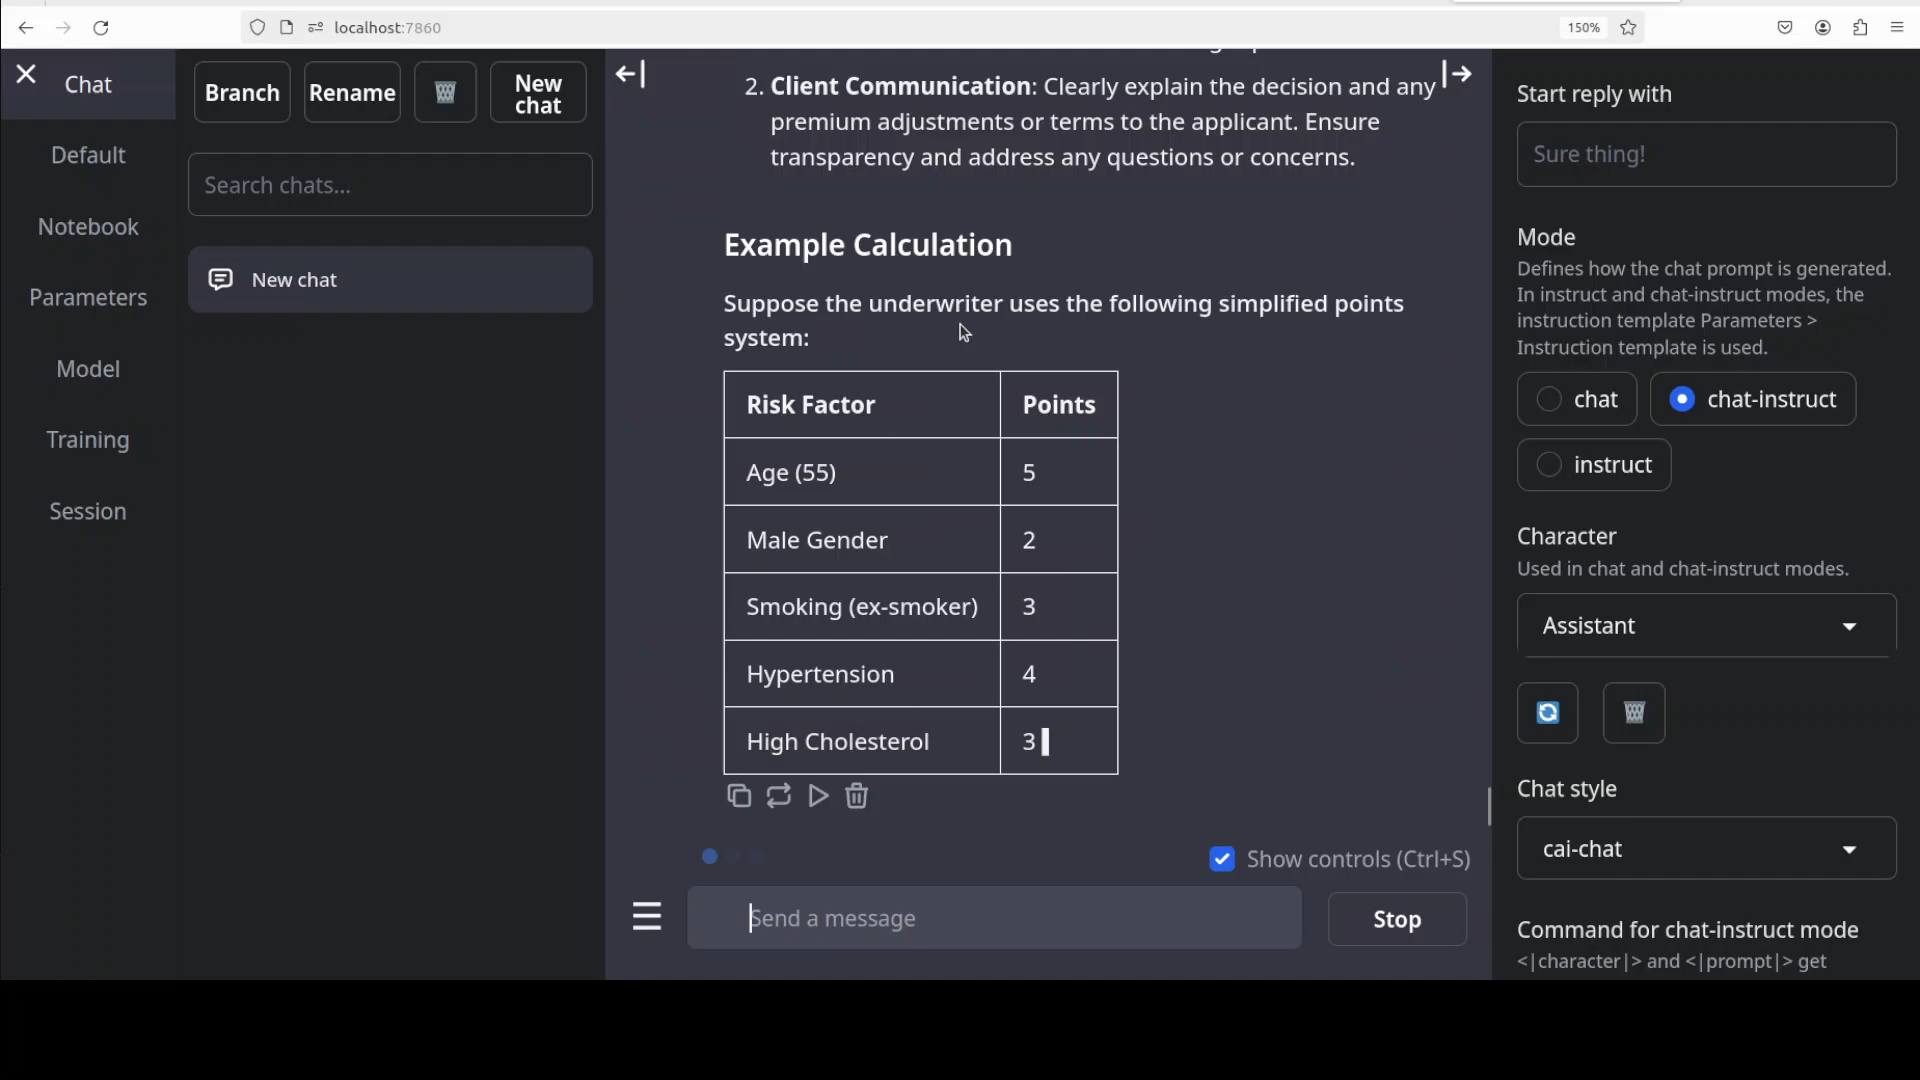 localhost:7860
150%
Chat
Default
Notebook
Parameters
Model
Training
Session
Branch
Rename
New
chat
Search chats...
New chat
2. Client Communication: Clearly explain the decision and any
premium adjustments or terms to the applicant. Ensure
transparency and address any questions or concerns.
Example Calculation
Suppose the underwriter uses the following simplified points
system:
Risk Factor Points
Age (55) 5
Male Gender 2
Smoking (ex-smoker) 3
Hypertension 4
High Cholesterol 3
Show controls (Ctrl+S)
Send a message
Stop
Start reply with
Sure thing!
Mode
Defines how the chat prompt is generated.
In instruct and chat-instruct modes, the
instruction template Parameters >
Instruction template is used.
chat
chat-instruct
instruct
Character
Used in chat and chat-instruct modes.
Assistant
Chat style
cai-chat
Command for chat-instruct mode
<|character|> and <|prompt|> get